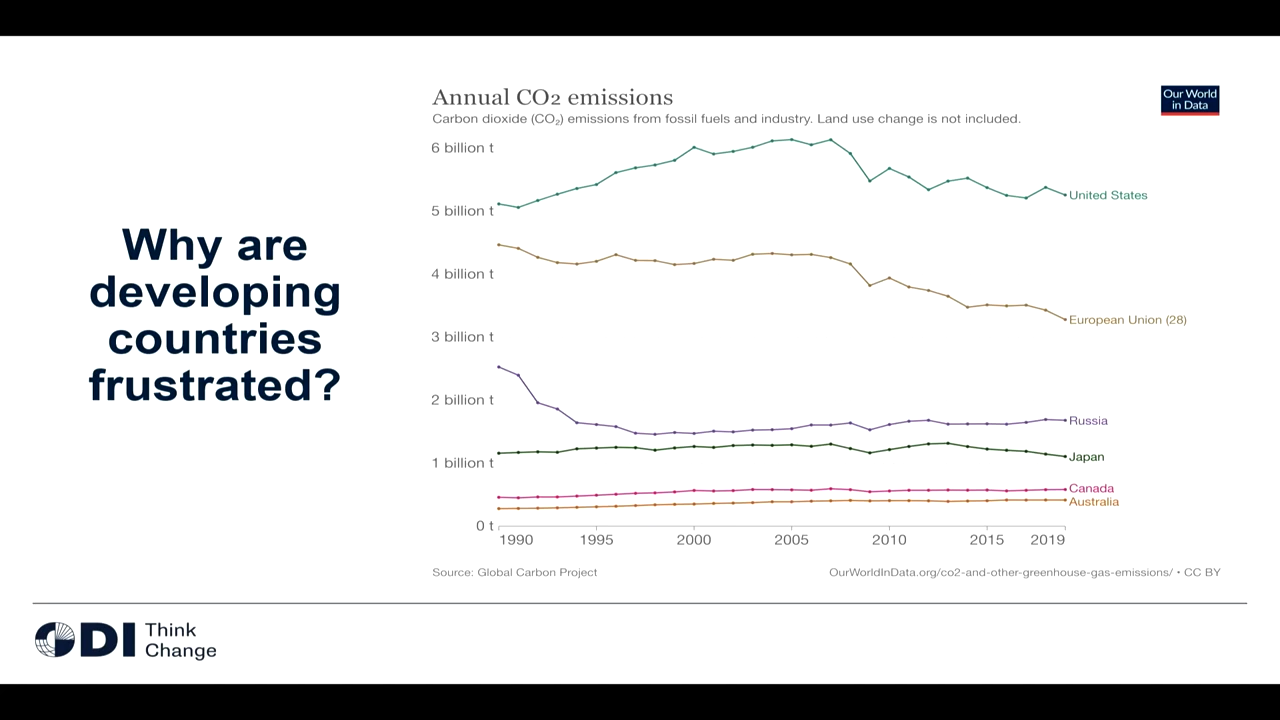 Why are
developing
countries
frustrated?
Annual CO2 emissions
Carbon dioxide (CO₂) emissions from fossil fuels and industry. Land use change is not included.
Our World
in Data
6 billion t
5 billion t
4 billion t
3 billion t
2 billion t
1 billion t
0 t
United States
European Union (28)
Russia
Japan
Canada
Australia
1990 1995 2000 2005 2010 2015 2019
Source: Global Carbon Project
OurWorldInData.org/co2-and-other-greenhouse-gas-emissions/ • CC BY
ODI Think
Change